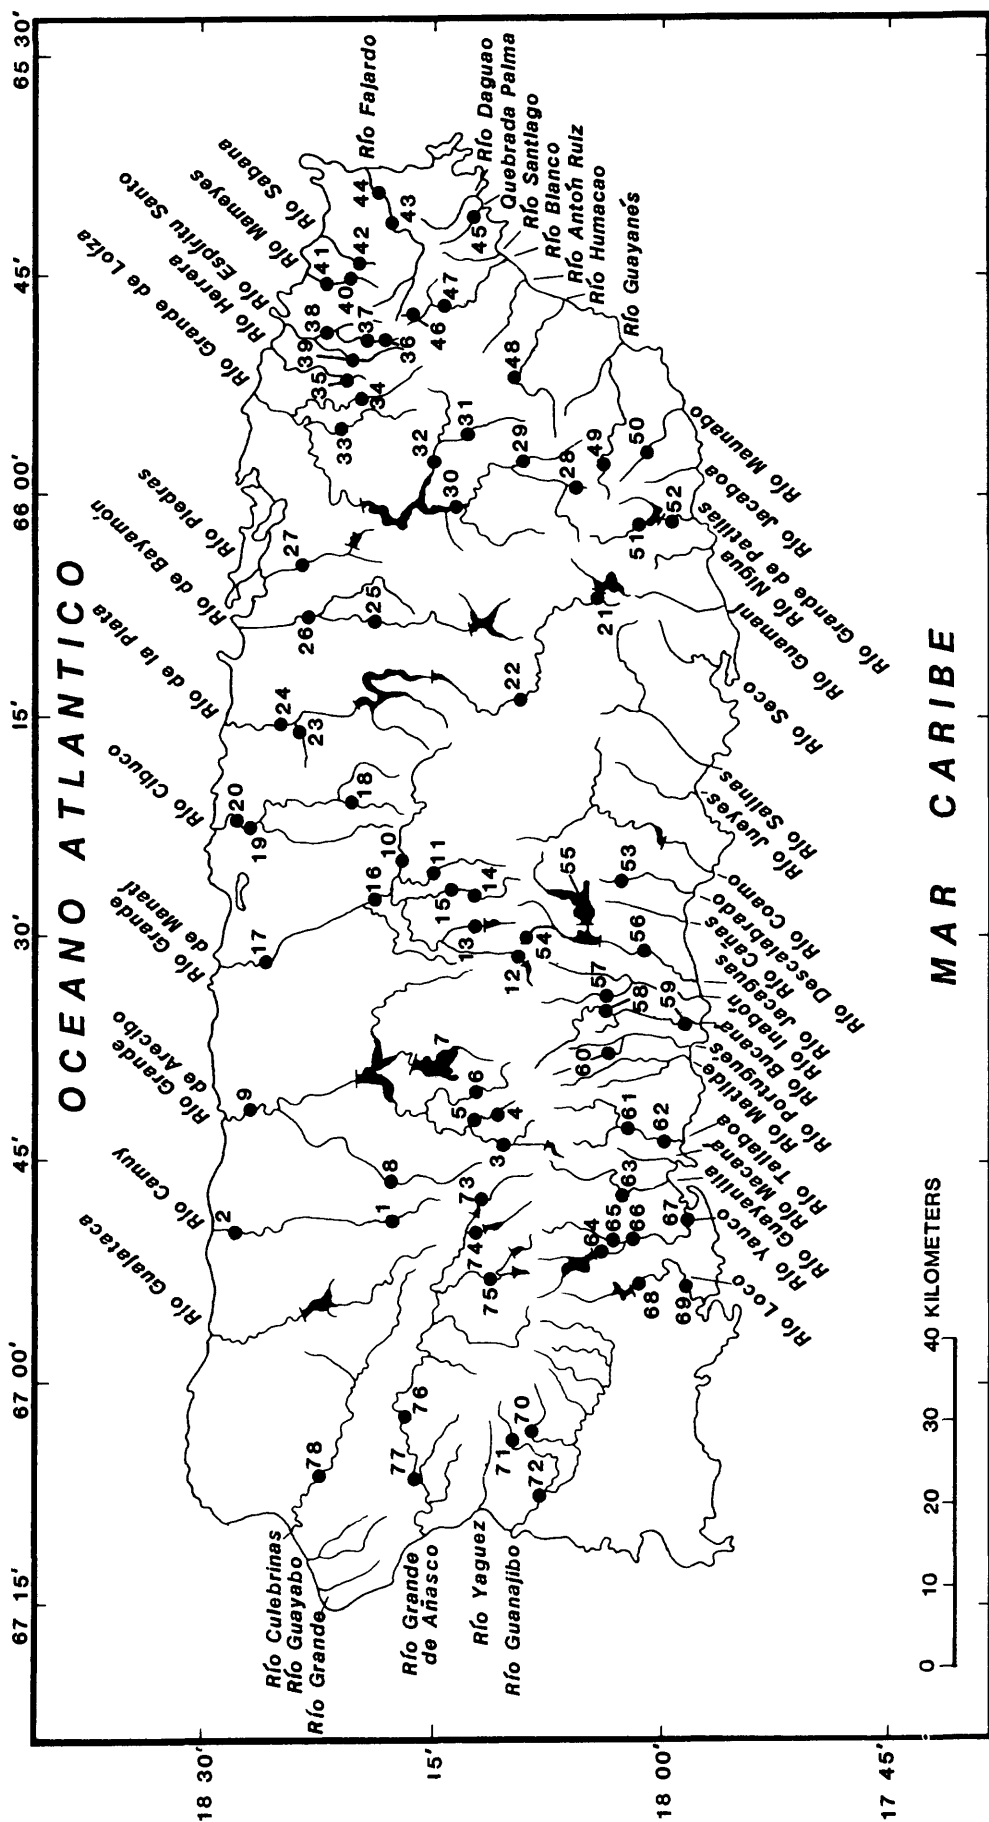 67 15'
67 00'
45'
30'
15'
66 00'
45'
65 30'
18 30'
15'
18 00'
17 45'
OCEANO ATLANTICO
MAR CARIBE
Río Guajataca
Río Camuy
Río Grande
de Arecibo
Río Grande
de Manatí
Río Cibuco
Río de la Plata
Río de Bayamón
Río Piedras
Río Grande de Loíza
Río Herrera
Río Espíritu Santo
Río Mameyes
Río Sabana
Río Fajardo
Río Daguao
Quebrada Palma
Río Santiago
Río Blanco
Río Antón Ruiz
Río Humacao
Río Guayanés
Río Maunabo
Río Jacaboa
Río Grande de Patillas
Río Nigua
Río Guamaní
Río Seco
Río Salinas
Río Jueyes
Río Coamo
Río Descalabrado
Río Cañas
Río Jacaguas
Río Inabón
Río Bucana
Río Portugués
Río Matilde
Río Tallaboa
Río Macana
Río Guayanilla
Río Yauco
Río Loco
Río Culebrinas
Río Guayabo
Río Grande
Río Grande
de Añasco
Río Yaguez
Río Guanajibo
1
2
3
4
5
6
7
8
9
10
11
12
13
14
15
16
17
18
19
20
21
22
23
24
25
26
27
28
29
30
31
32
33
34
35
36
37
38
39
40
41
42
43
44
45
46
47
48
49
50
51
52
53
54
55
56
57
58
59
60
61
62
63
64
65
66
67
68
69
70
71
72
73
74
75
76
77
78
0 10 20 30 40 KILOMETERS